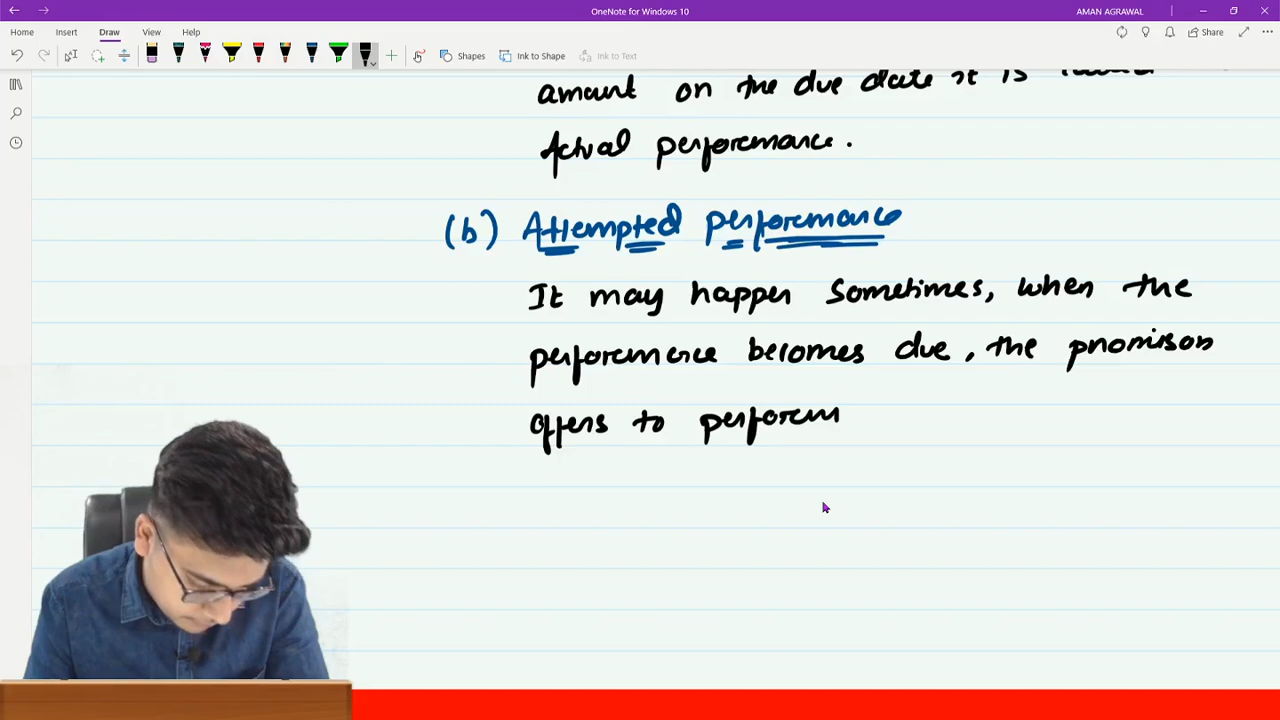 OneNote for Windows 10
AMAN AGRAWAL
Home Insert Draw View Help
Share
Shapes
Ink to Shape
Ink to Text
amount on the due date it is
Actual performance.
(b) Attempted performance
It may happen Sometimes, when the
performance becomes due, the promisor
offers to perform